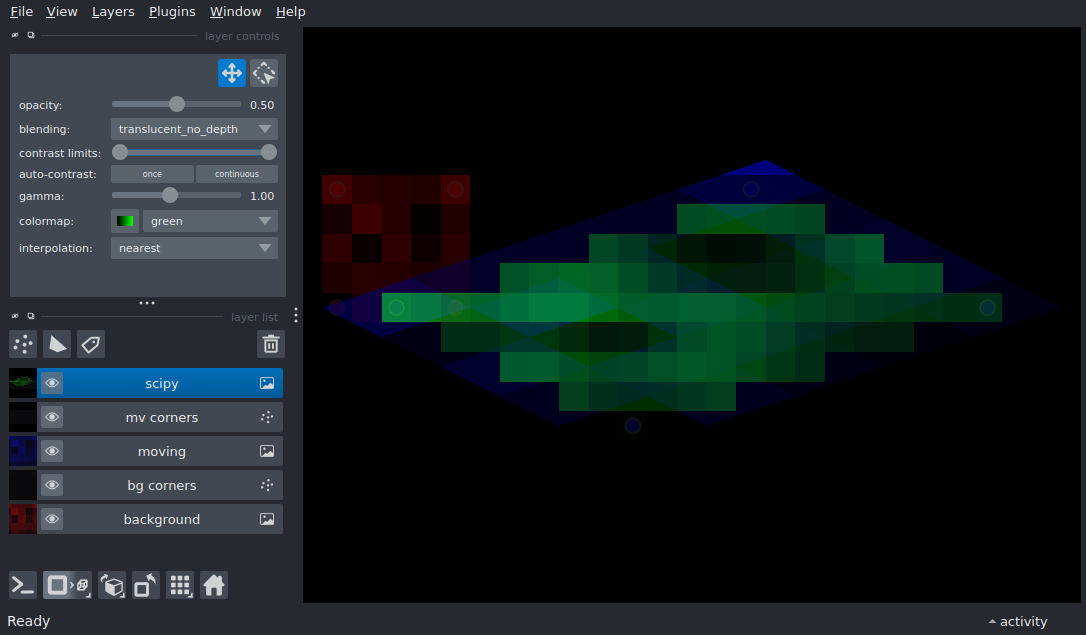 File View Layers Plugins Window Help
layer controls
opacity: 0.50
blending: translucent_no_depth
contrast limits:
auto-contrast: once continuous
gamma: 1.00
colormap: green
interpolation: nearest
layer list
scipy
mv corners
moving
bg corners
background
Ready activity